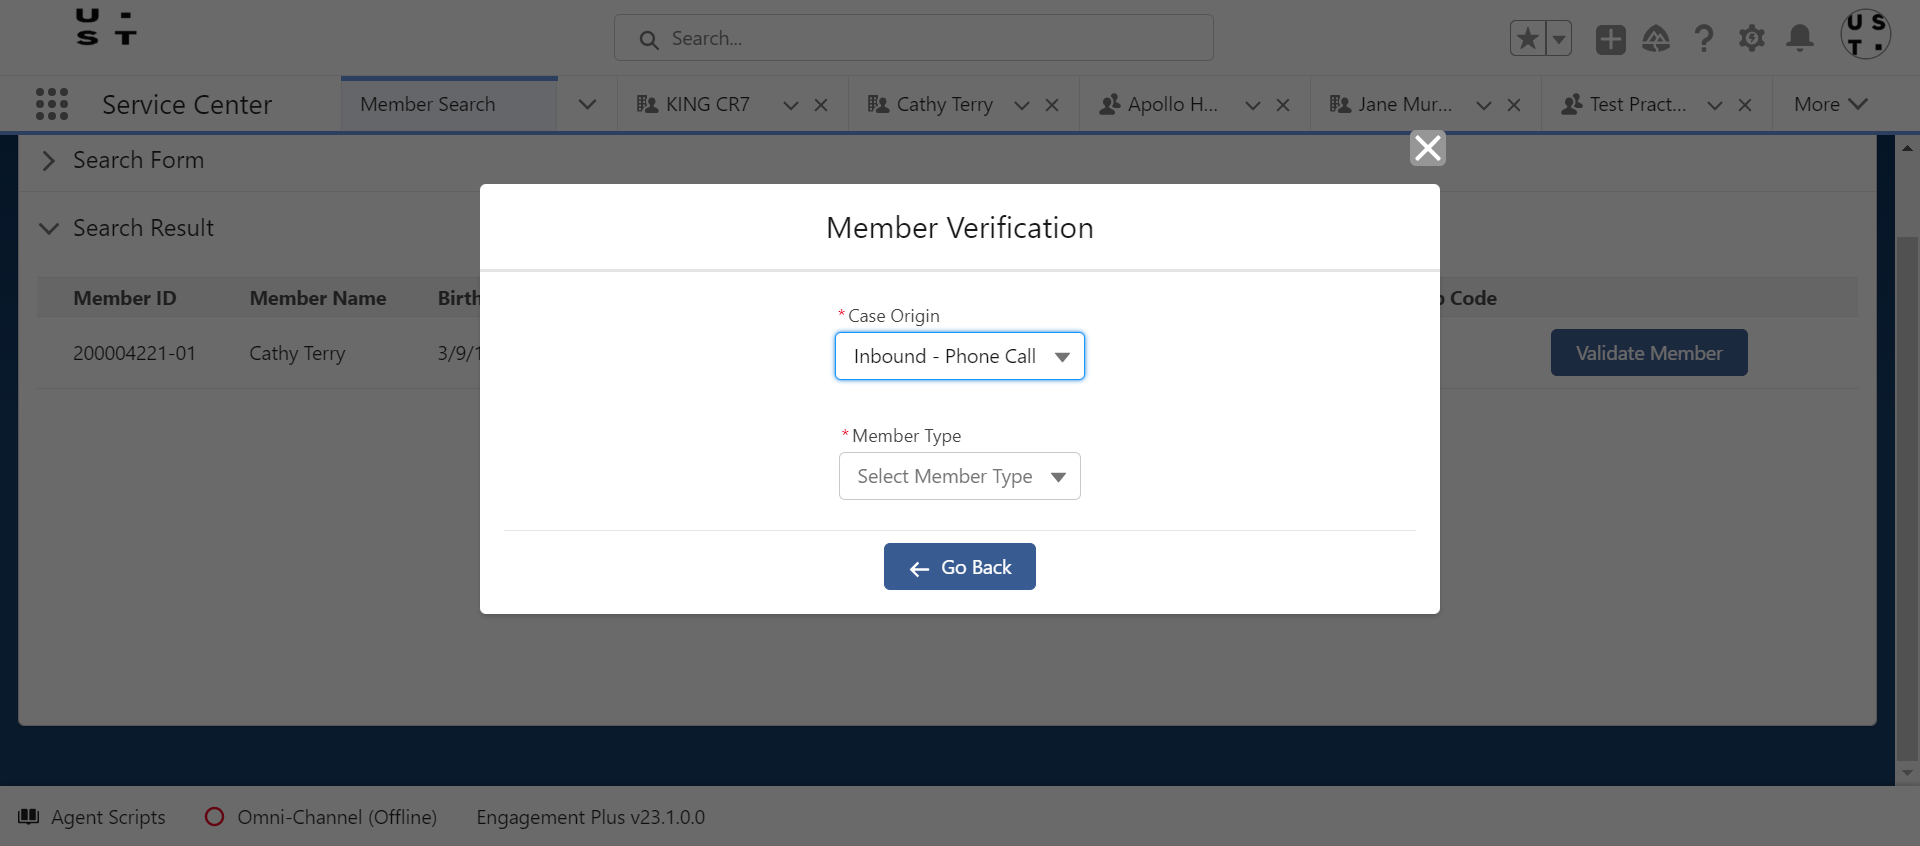 U
S T
Search...
U S
T
Service Center
Member Search
KING CR7
Cathy Terry
Apollo H...
Jane Mur...
Test Pract...
More
Search Form
Search Result
Member Verification
Member ID
Member Name
Birth
Code
*Case Origin
200004221-01
Cathy Terry
3/9/1
Inbound - Phone Call
Validate Member
*Member Type
Select Member Type
Go Back
Agent Scripts
Omni-Channel (Offline)
Engagement Plus v23.1.0.0